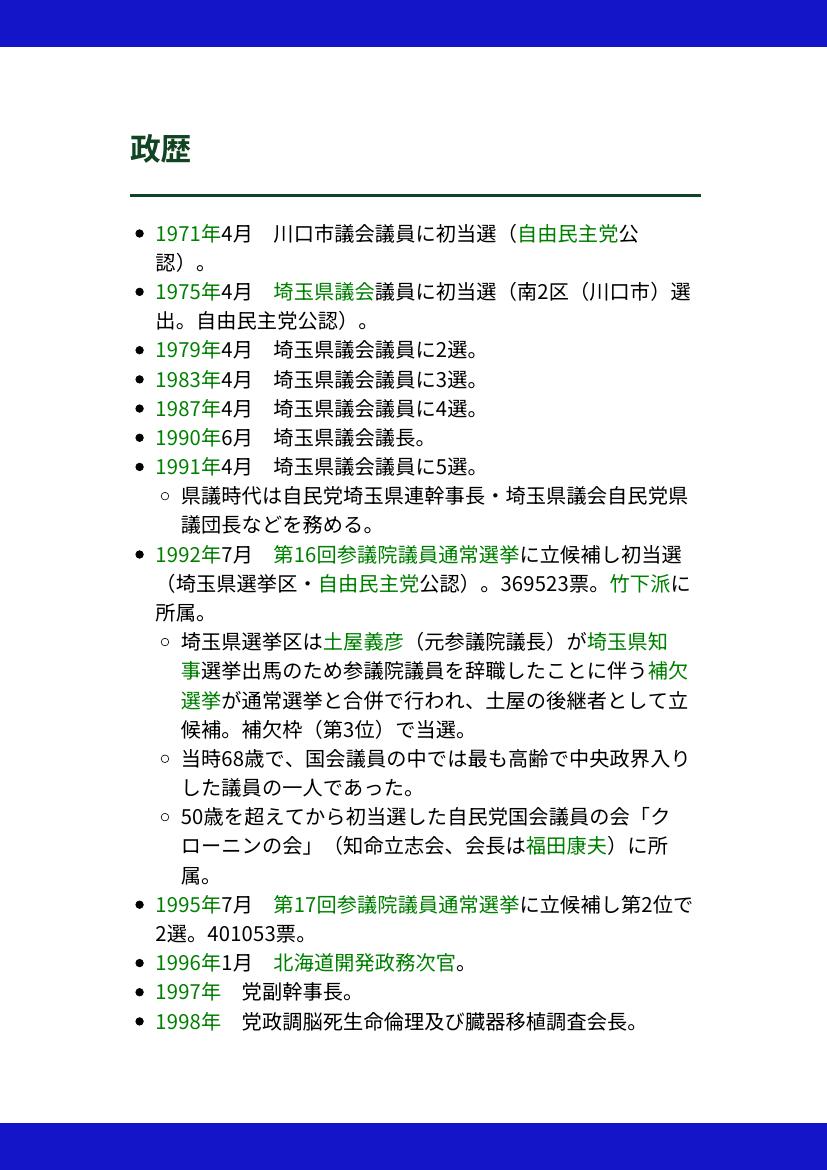 政歴
1971年4月　川口市議会議員に初当選（自由民主党公
認）。
1975年4月　埼玉県議会議員に初当選（南2区（川口市）選
出。自由民主党公認）。
1979年4月　埼玉県議会議員に2選。
1983年4月　埼玉県議会議員に3選。
1987年4月　埼玉県議会議員に4選。
1990年6月　埼玉県議会議長。
1991年4月　埼玉県議会議員に5選。
県議時代は自民党埼玉県連幹事長・埼玉県議会自民党県
議団長などを務める。
1992年7月　第16回参議院議員通常選挙に立候補し初当選
（埼玉県選挙区・自由民主党公認）。369523票。竹下派に
所属。
埼玉県選挙区は土屋義彦（元参議院議長）が埼玉県知
事選挙出馬のため参議院議員を辞職したことに伴う補欠
選挙が通常選挙と合併で行われ、土屋の後継者として立
候補。補欠枠（第3位）で当選。
当時68歳で、国会議員の中では最も高齢で中央政界入り
した議員の一人であった。
50歳を超えてから初当選した自民党国会議員の会「ク
ローニンの会」（知命立志会、会長は福田康夫）に所
属。
1995年7月　第17回参議院議員通常選挙に立候補し第2位で
2選。401053票。
1996年1月　北海道開発政務次官。
1997年　党副幹事長。
1998年　党政調脳死生命倫理及び臓器移植調査会長。